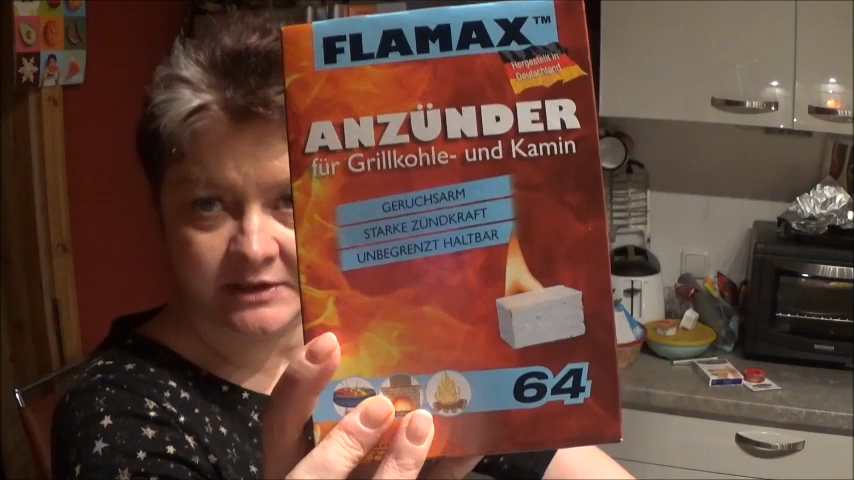 FLAMAX™
Hergestellt in
Deutschland
ANZÜNDER
für Grillkohle- und Kamin
GERUCHSARM
STARKE ZÜNDKRAFT
UNBEGRENZT HALTBAR
64